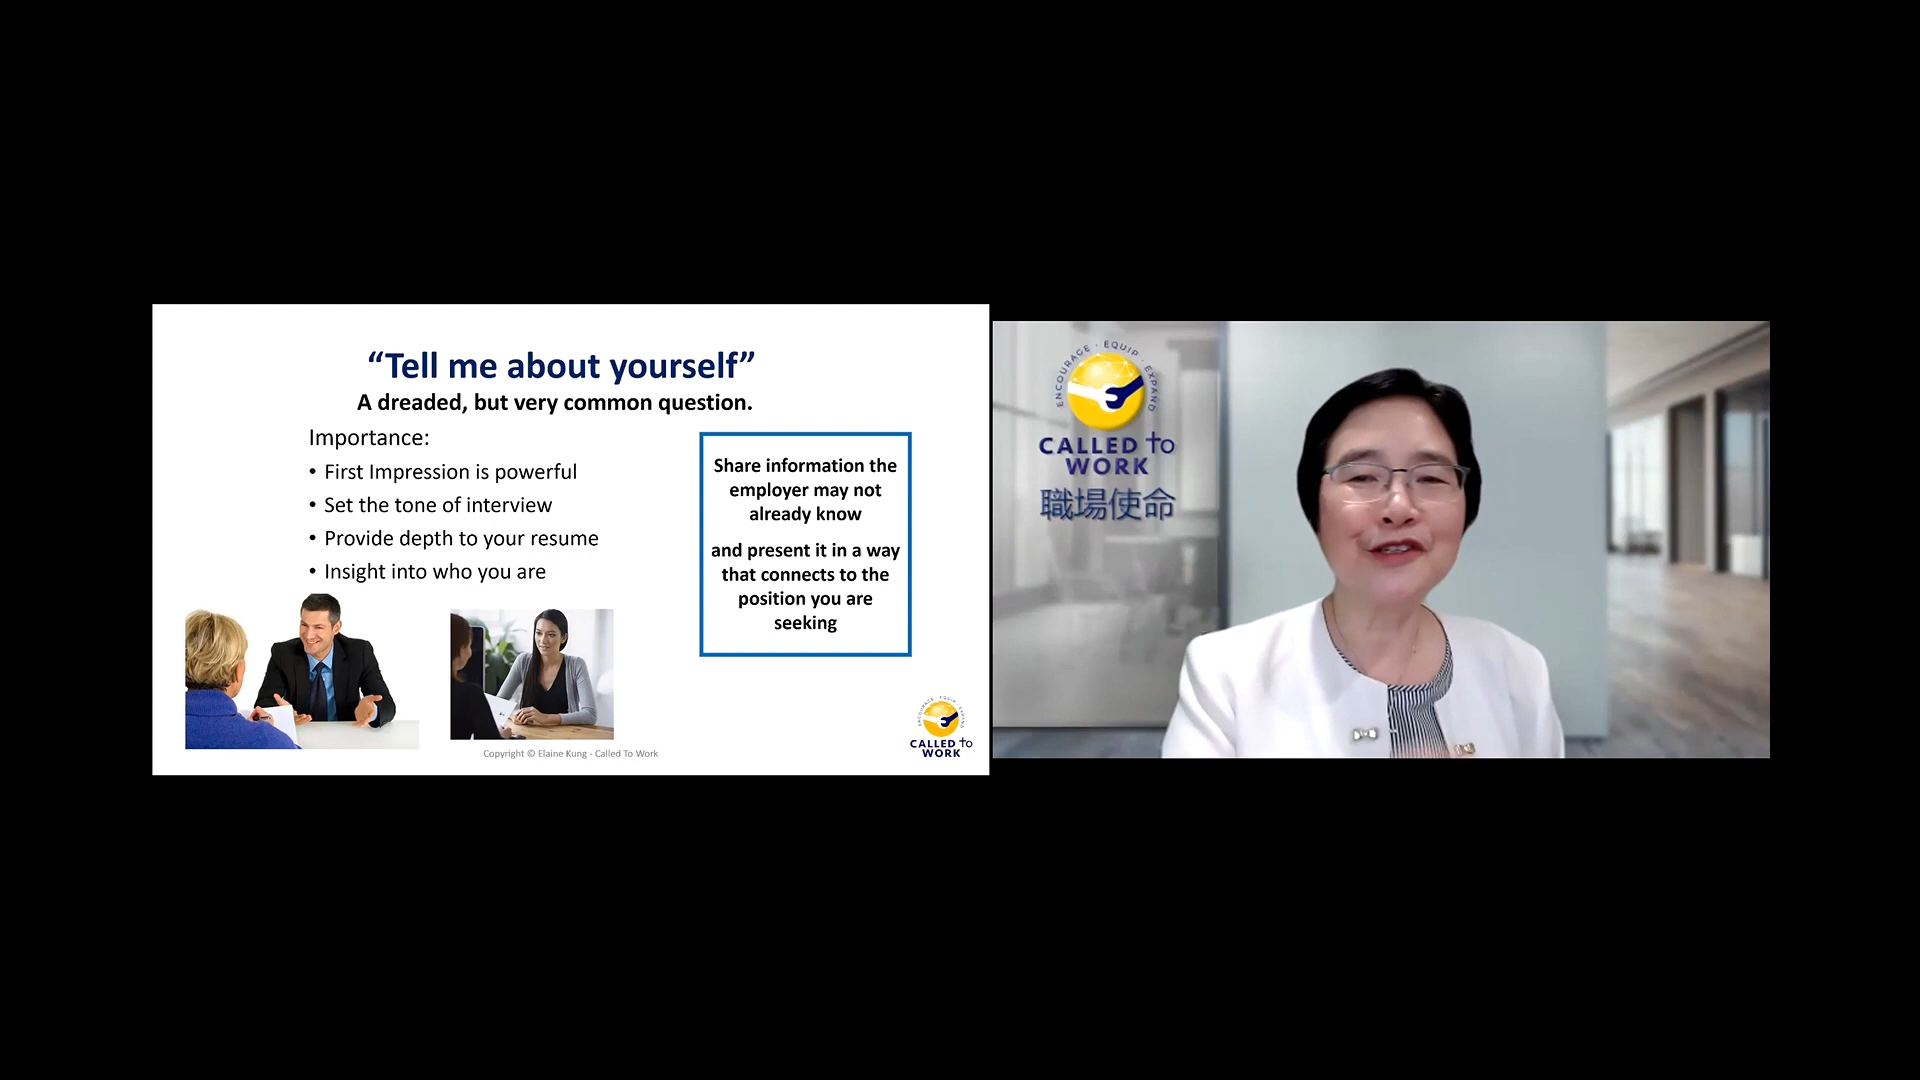 “Tell me about yourself”
A dreaded, but very common question.
Importance:
• First Impression is powerful
• Set the tone of interview
• Provide depth to your resume
• Insight into who you are
Share information the
employer may not
already know
and present it in a way
that connects to the
position you are
seeking
Copyright © Elaine Kung - Called To Work
ENCOURAGE · EQUIP · EXPAND
CALLED to
WORK
ENCOURAGE · EQUIP · EXPAND
CALLED to
WORK
職場使命